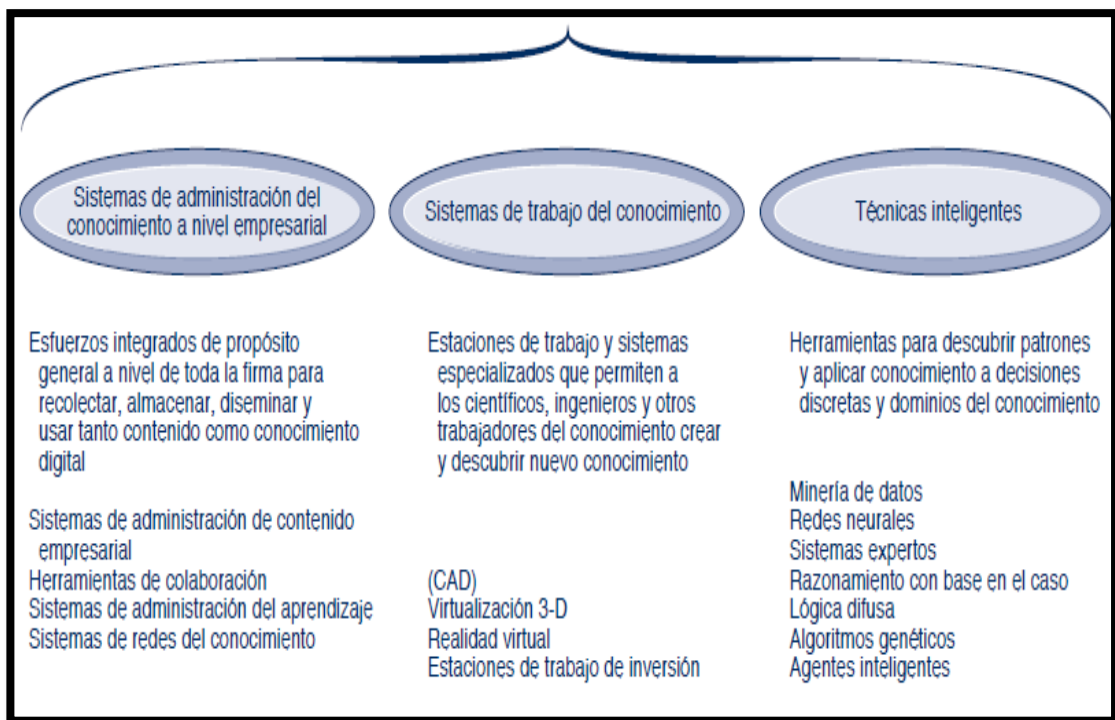 Sistemas de administración del
conocimiento a nivel empresarial
Sistemas de trabajo del conocimiento
Técnicas inteligentes
Esfuerzos integrados de propósito
general a nivel de toda la firma para
recolectar, almacenar, diseminar y
usar tanto contenido como conocimiento
digital
Sistemas de administración de contenido
empresarial
Herramientas de colaboración
Sistemas de administración del aprendizaje
Sistemas de redes del conocimiento
Estaciones de trabajo y sistemas
especializados que permiten a
los científicos, ingenieros y otros
trabajadores del conocimiento crear
y descubrir nuevo conocimiento
(CAD)
Virtualización 3-D
Realidad virtual
Estaciones de trabajo de inversión
Herramientas para descubrir patrones
y aplicar conocimiento a decisiones
discretas y dominios del conocimiento
Minería de datos
Redes neurales
Sistemas expertos
Razonamiento con base en el caso
Lógica difusa
Algoritmos genéticos
Agentes inteligentes